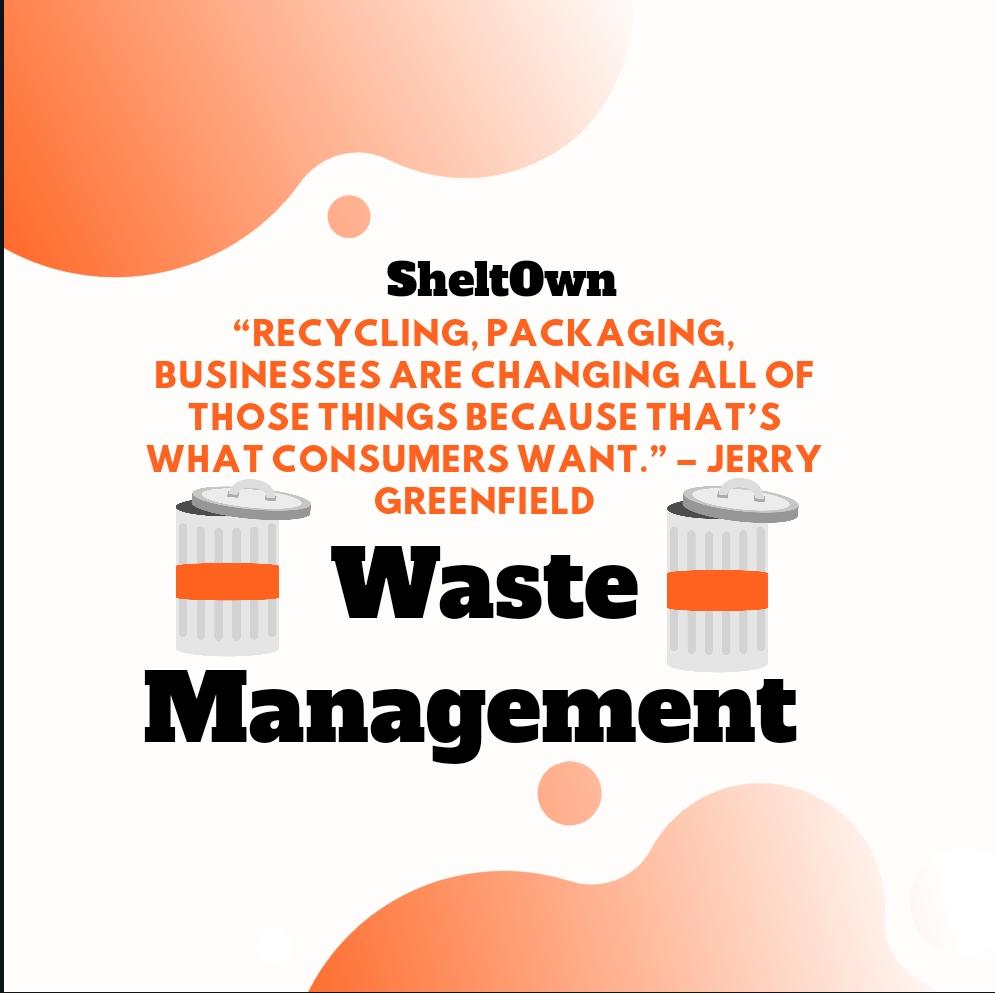 SheltOwn
“RECYCLING, PACKAGING,
BUSINESSES ARE CHANGING ALL OF
THOSE THINGS BECAUSE THAT’S
WHAT CONSUMERS WANT.” – JERRY
GREENFIELD
Waste
Management